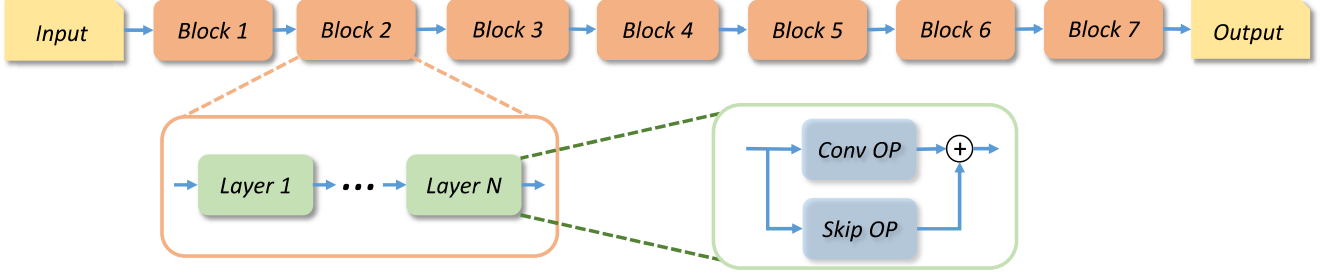 Input
Block 1
Block 2
Block 3
Block 4
Block 5
Block 6
Block 7
Output
Layer 1
...
Layer N
Conv OP
+
Skip OP